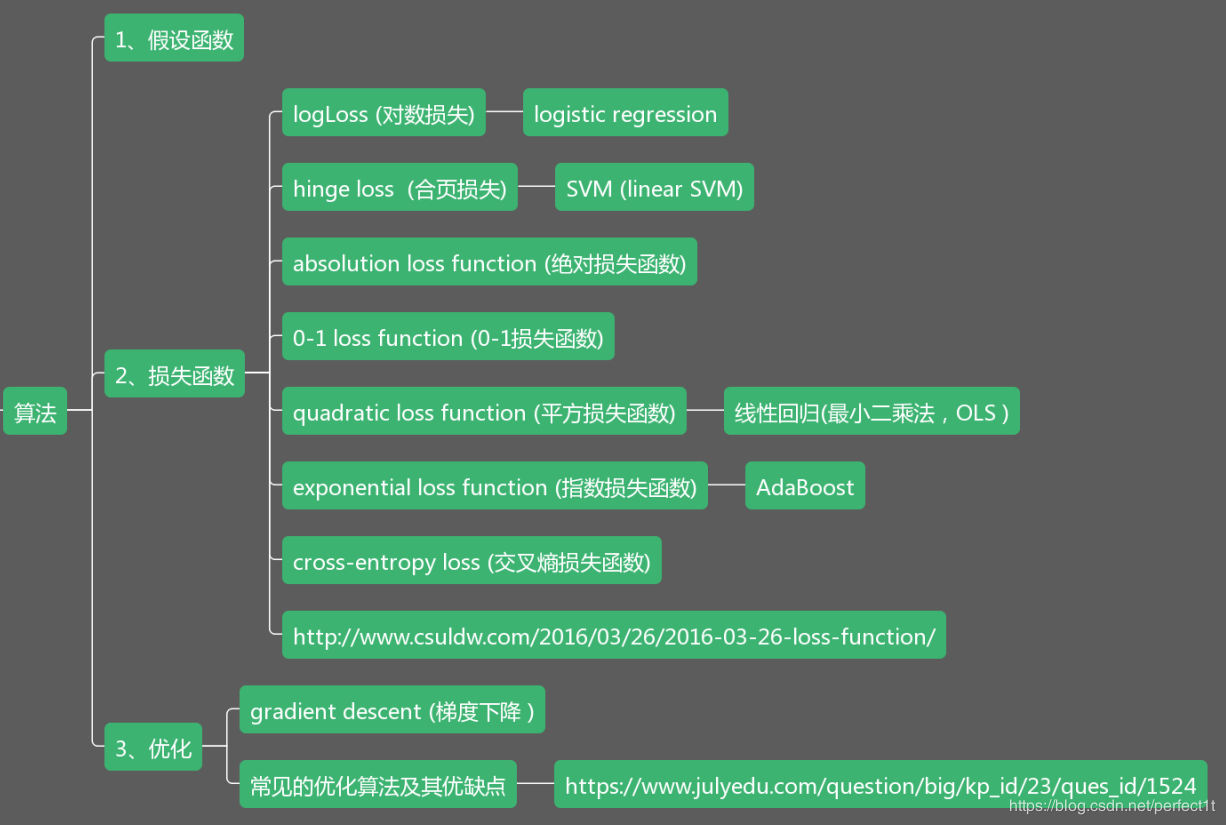 1、假设函数
logLoss (对数损失)
logistic regression
hinge loss  (合页损失)
SVM (linear SVM)
absolution loss function (绝对损失函数)
0-1 loss function (0-1损失函数)
2、损失函数
算法
quadratic loss function (平方损失函数)
线性回归(最小二乘法，OLS )
exponential loss function (指数损失函数)
AdaBoost
cross-entropy loss (交叉熵损失函数)
http://www.csuldw.com/2016/03/26/2016-03-26-loss-function/
gradient descent (梯度下降 )
3、优化
常见的优化算法及其优缺点
https://www.julyedu.com/question/big/kp_id/23/ques_id/1524
https://blog.csdn.net/perfect1t